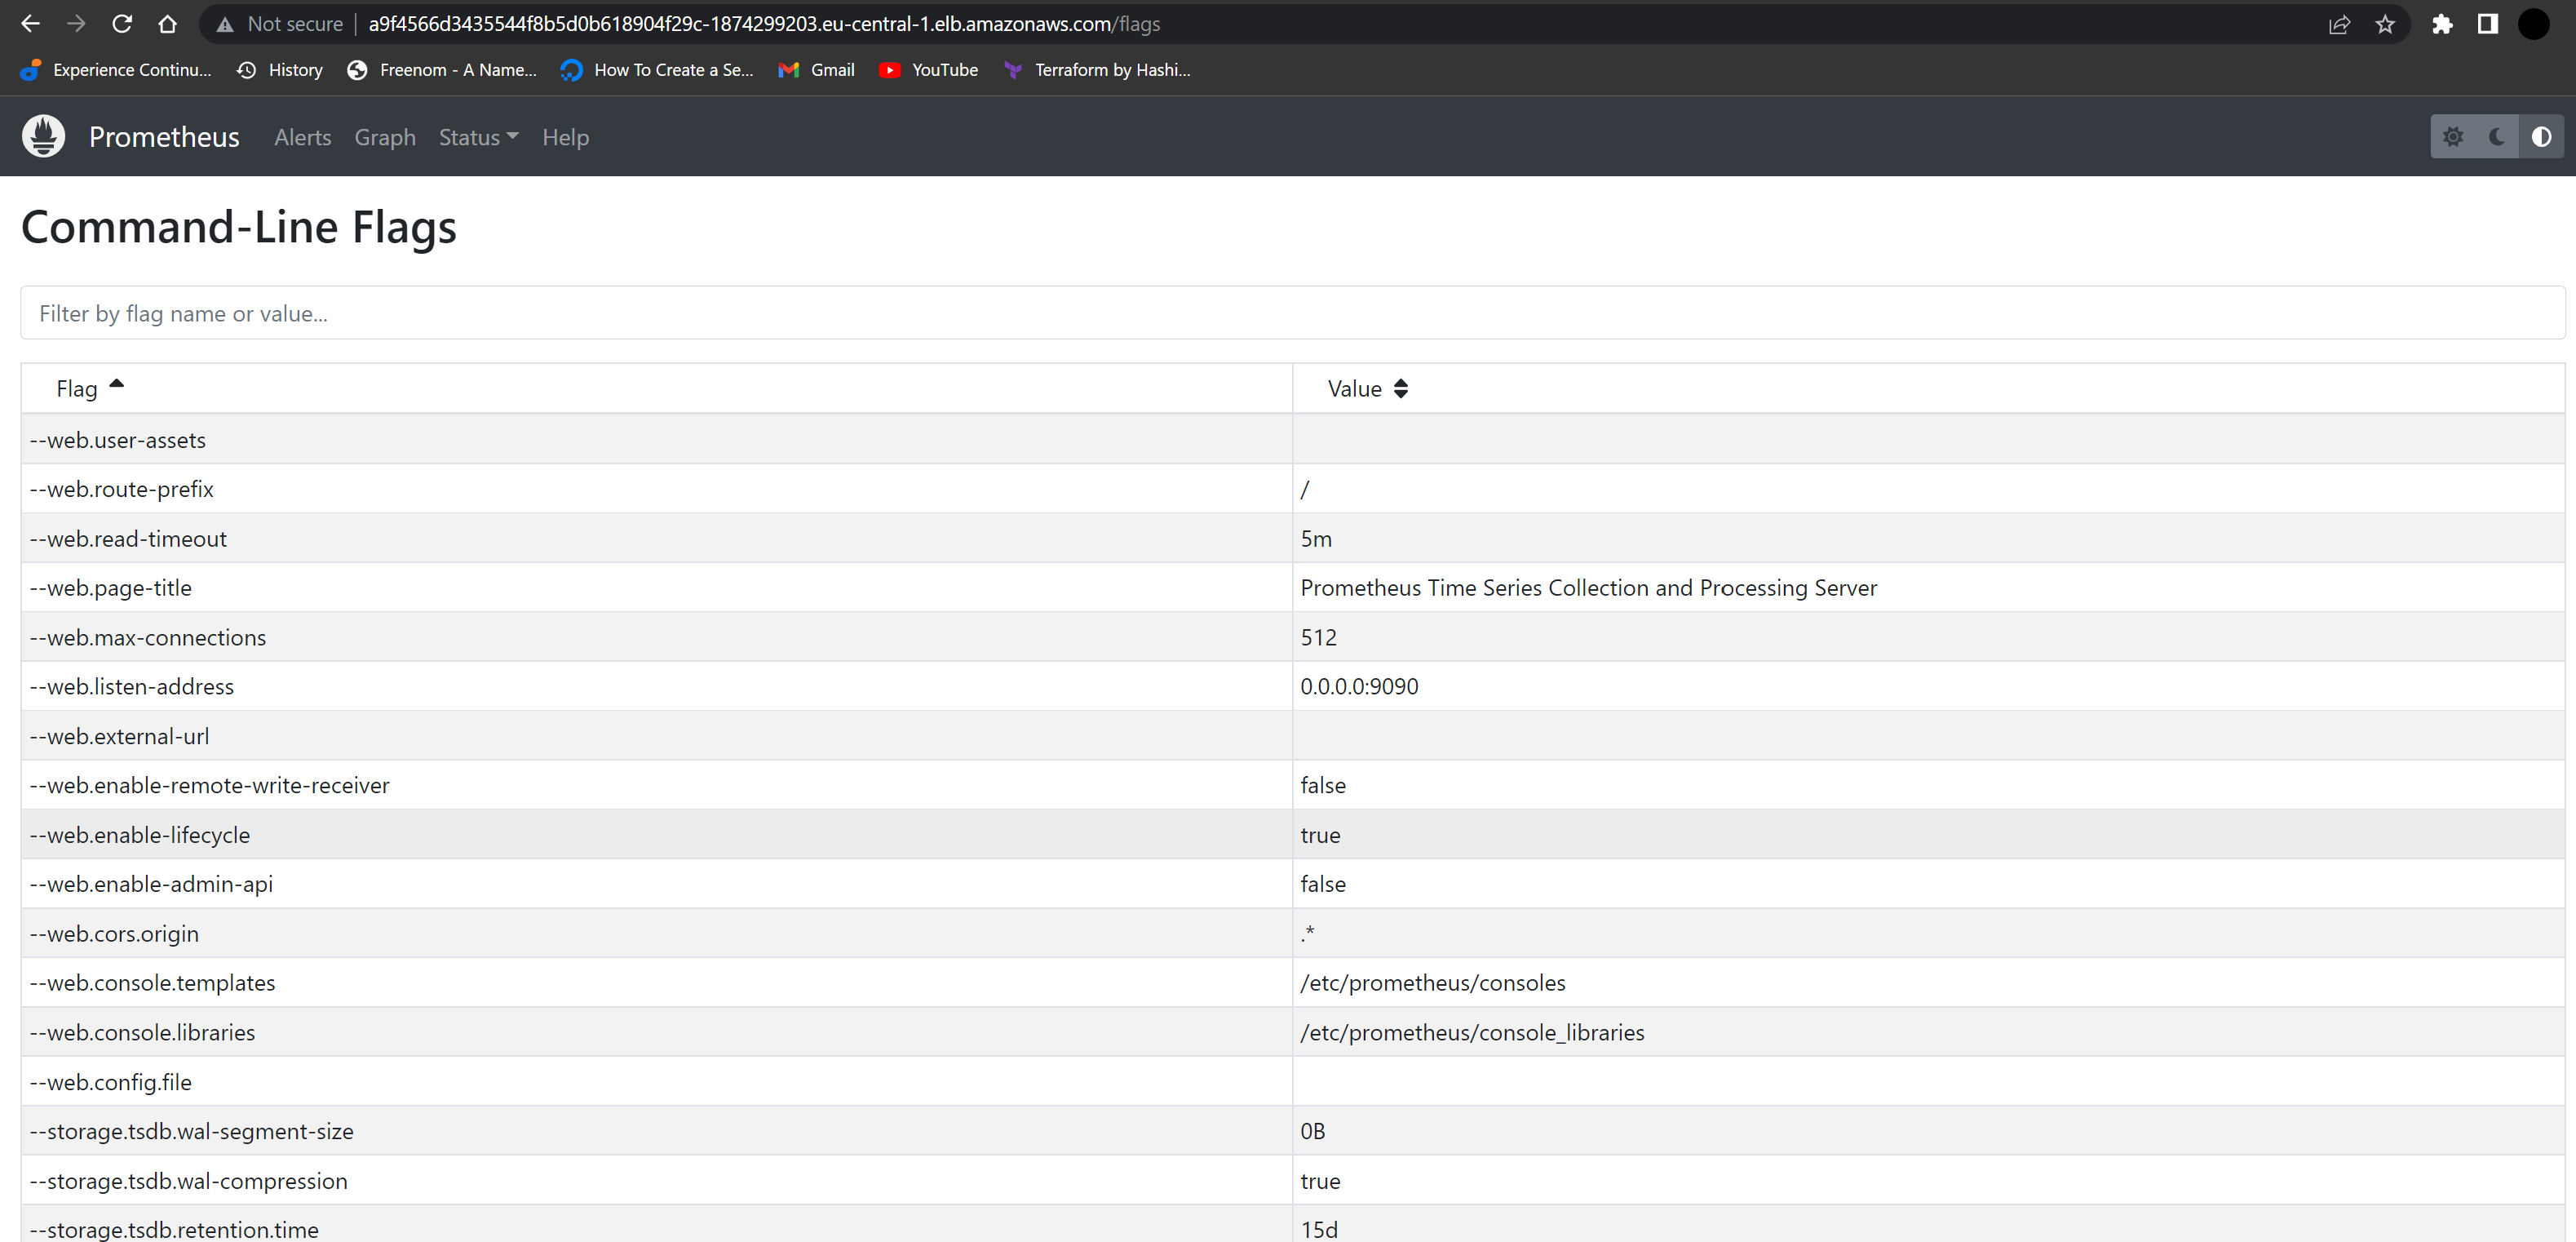 Not secure | a9f4566d3435544f8b5d0b618904f29c-1874299203.eu-central-1.elb.amazonaws.com/flags
Experience Continu... History Freenom - A Name... How To Create a Se... Gmail YouTube Terraform by Hashi...
Prometheus Alerts Graph Status Help
Command-Line Flags
Filter by flag name or value...
Flag Value
--web.user-assets
--web.route-prefix /
--web.read-timeout 5m
--web.page-title Prometheus Time Series Collection and Processing Server
--web.max-connections 512
--web.listen-address 0.0.0.0:9090
--web.external-url
--web.enable-remote-write-receiver false
--web.enable-lifecycle true
--web.enable-admin-api false
--web.cors.origin .*
--web.console.templates /etc/prometheus/consoles
--web.console.libraries /etc/prometheus/console_libraries
--web.config.file
--storage.tsdb.wal-segment-size 0B
--storage.tsdb.wal-compression true
--storage.tsdb.retention.time 15d